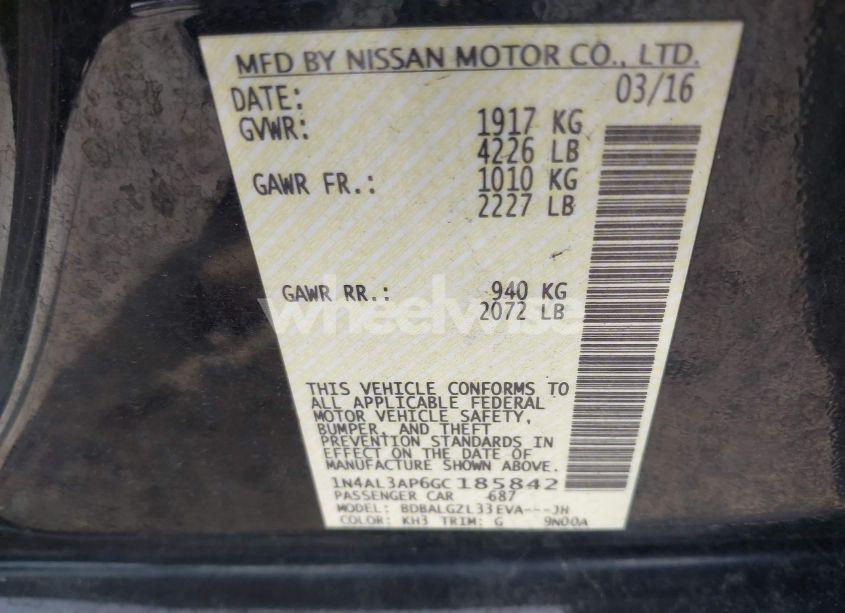 MFD BY NISSAN MOTOR CO., LTD.
DATE: 03/16
GVWR: 1917 KG
4226 LB
GAWR FR.: 1010 KG
2227 LB
GAWR RR.: 940 KG
2072 LB
wheelwise
THIS VEHICLE CONFORMS TO
ALL APPLICABLE FEDERAL
MOTOR VEHICLE SAFETY,
BUMPER, AND THEFT
PREVENTION STANDARDS IN
EFFECT ON THE DATE OF
MANUFACTURE SHOWN ABOVE.
1N4AL3AP6GC185842
PASSENGER CAR 687
MODEL: BDBALGZL33EVA---JH
COLOR: KH3 TRIM: G 9N00A